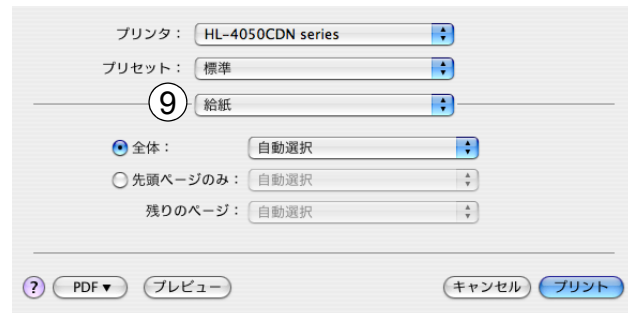 プリンタ： HL-4050CDN series
プリセット： 標準
⑨ 給紙
全体： 自動選択
先頭ページのみ： 自動選択
残りのページ： 自動選択
? PDF▼ プレビュー キャンセル プリント